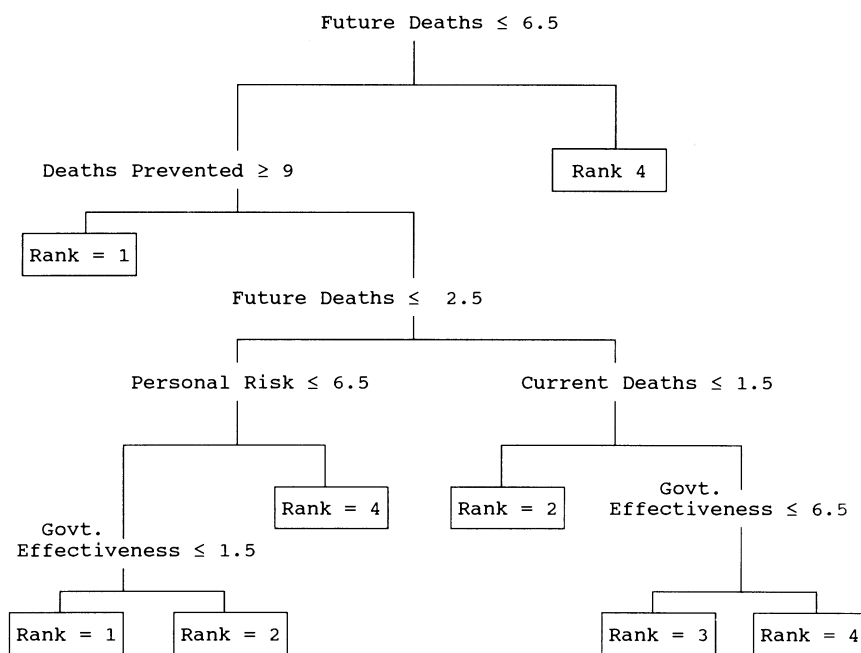 Future Deaths ≤ 6.5
Deaths Prevented ≥ 9
Rank 4
Rank = 1
Future Deaths ≤ 2.5
Personal Risk ≤ 6.5
Current Deaths ≤ 1.5
Rank = 4
Rank = 2
Govt.
Effectiveness ≤ 6.5
Govt.
Effectiveness ≤ 1.5
Rank = 1
Rank = 2
Rank = 3
Rank = 4